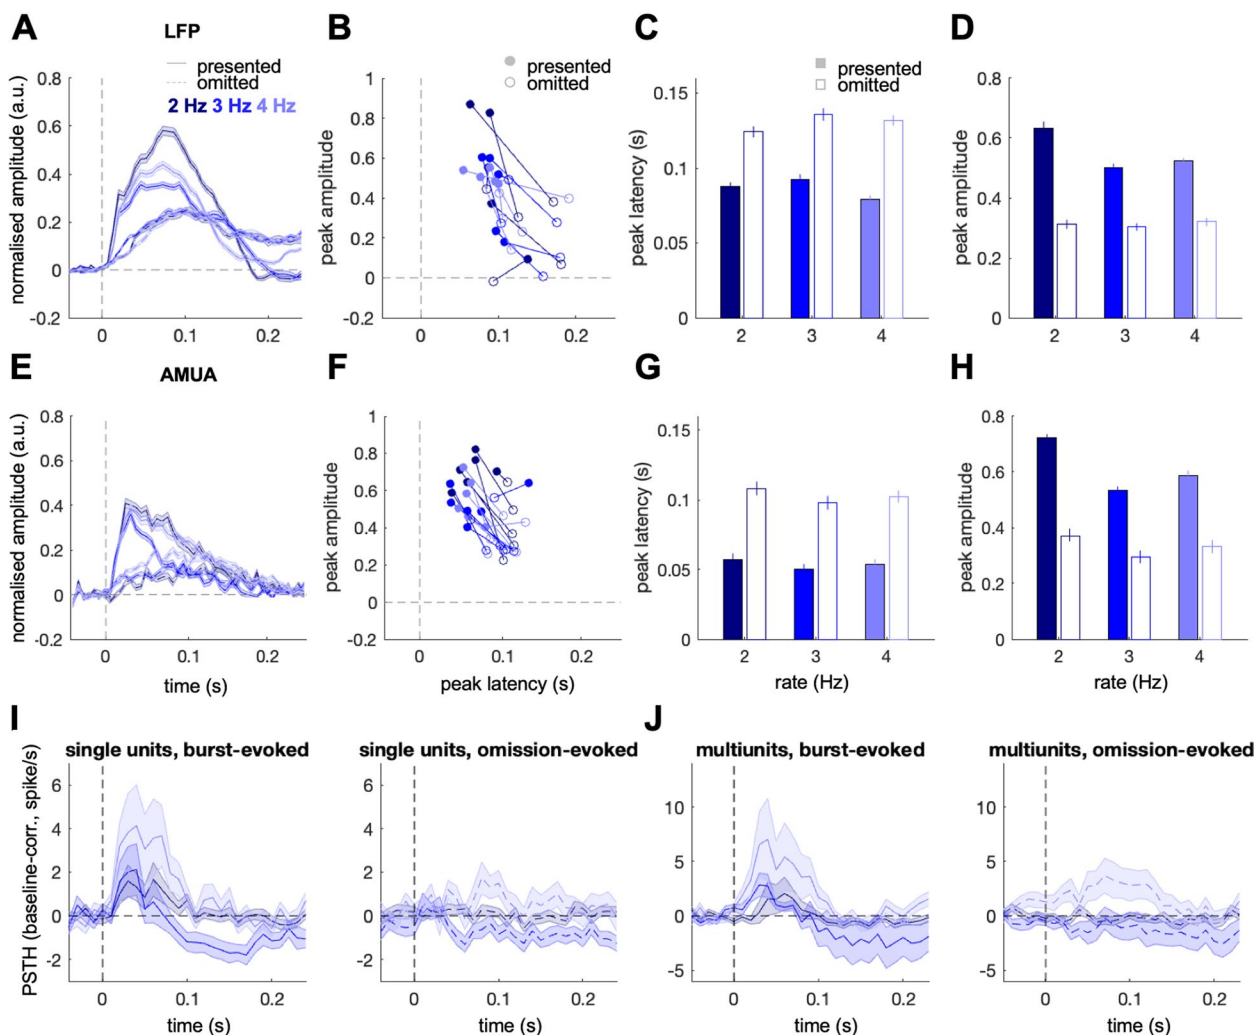 A
LFP
presented
omitted
2 Hz 3 Hz 4 Hz
normalised amplitude (a.u.)
0.8
0.6
0.4
0.2
0
-0.2
0
0.1
0.2
B
presented
omitted
peak amplitude
1
0.8
0.6
0.4
0.2
0
-0.2
0
0.1
0.2
C
presented
omitted
peak latency (s)
0.15
0.1
0.05
0
2
3
4
D
peak amplitude
0.8
0.6
0.4
0.2
0
2
3
4
E
AMUA
normalised amplitude (a.u.)
0.8
0.6
0.4
0.2
0
-0.2
0
0.1
0.2
time (s)
F
peak amplitude
1
0.8
0.6
0.4
0.2
0
-0.2
0
0.1
0.2
peak latency (s)
G
peak latency (s)
0.15
0.1
0.05
0
2
3
4
rate (Hz)
H
peak amplitude
0.8
0.6
0.4
0.2
0
2
3
4
rate (Hz)
I
single units, burst-evoked
PSTH (baseline-corr., spike/s)
6
4
2
0
-2
0
0.1
0.2
time (s)
single units, omission-evoked
6
4
2
0
-2
0
0.1
0.2
time (s)
J
multiunits, burst-evoked
10
5
0
-5
0
0.1
0.2
time (s)
multiunits, omission-evoked
10
5
0
-5
0
0.1
0.2
time (s)